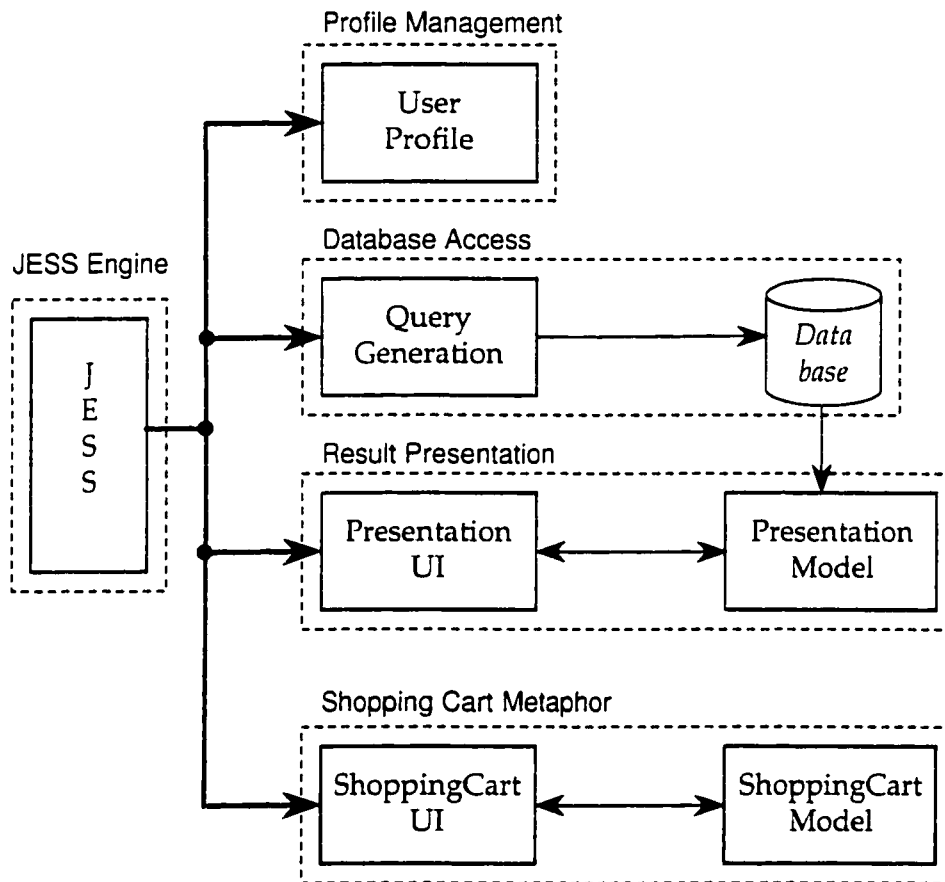 Profile Management
User
Profile
Database Access
JESS Engine
Query
Generation
Data
base
J
E
S
S
Result Presentation
Presentation
UI
Presentation
Model
Shopping Cart Metaphor
ShoppingCart
UI
ShoppingCart
Model